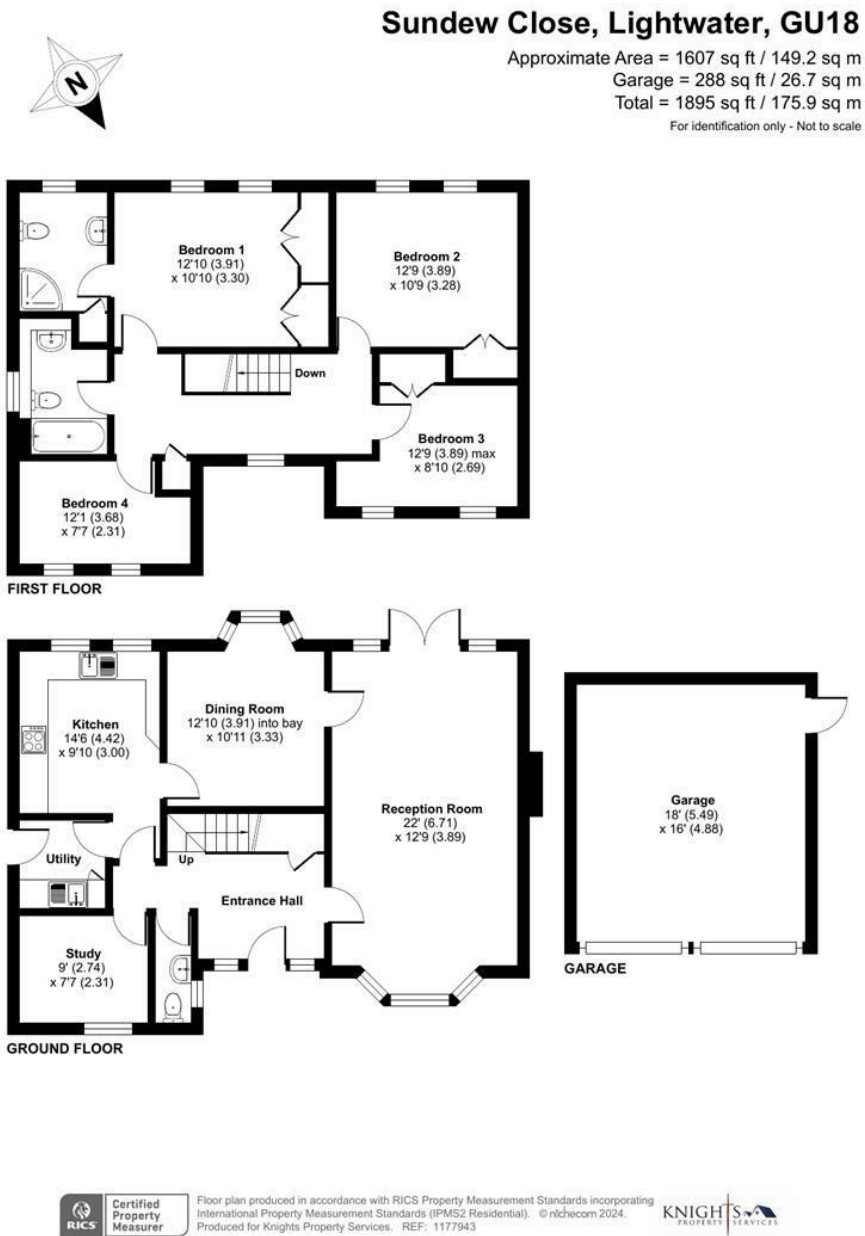 Sundew Close, Lightwater, GU18
Approximate Area = 1607 sq ft / 149.2 sq m
Garage = 288 sq ft / 26.7 sq m
Total = 1895 sq ft / 175.9 sq m
For identification only - Not to scale
N
Bedroom 1
12'10 (3.91)
x 10'10 (3.30)
Bedroom 2
12'9 (3.89)
x 10'9 (3.28)
Down
Bedroom 3
12'9 (3.89) max
x 8'10 (2.69)
Bedroom 4
12'1 (3.68)
x 7'7 (2.31)
FIRST FLOOR
Kitchen
14'6 (4.42)
x 9'10 (3.00)
Dining Room
12'10 (3.91) into bay
x 10'11 (3.33)
Reception Room
22' (6.71)
x 12'9 (3.89)
Garage
18' (5.49)
x 16' (4.88)
Utility
Up
Entrance Hall
Study
9' (2.74)
x 7'7 (2.31)
GARAGE
GROUND FLOOR
RICS
Certified
Property
Measurer
Floor plan produced in accordance with RICS Property Measurement Standards incorporating
International Property Measurement Standards (IPMS2 Residential). © nichecom 2024.
Produced for Knights Property Services. REF: 1177943
KNIGHTS
PROPERTY SERVICES